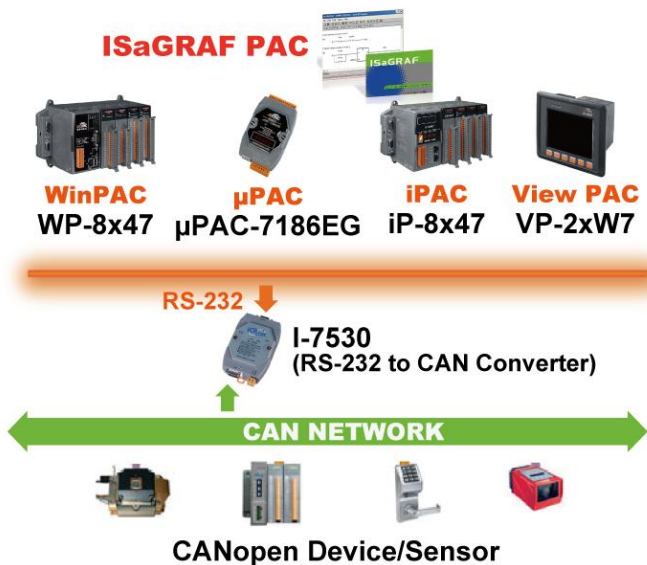 ISaGRAF PAC
ISaGRAF
WinPAC
WP-8x47
µPAC
µPAC-7186EG
iPAC
iP-8x47
View PAC
VP-2xW7
RS-232
I-7530
(RS-232 to CAN Converter)
CAN NETWORK
CANopen Device/Sensor